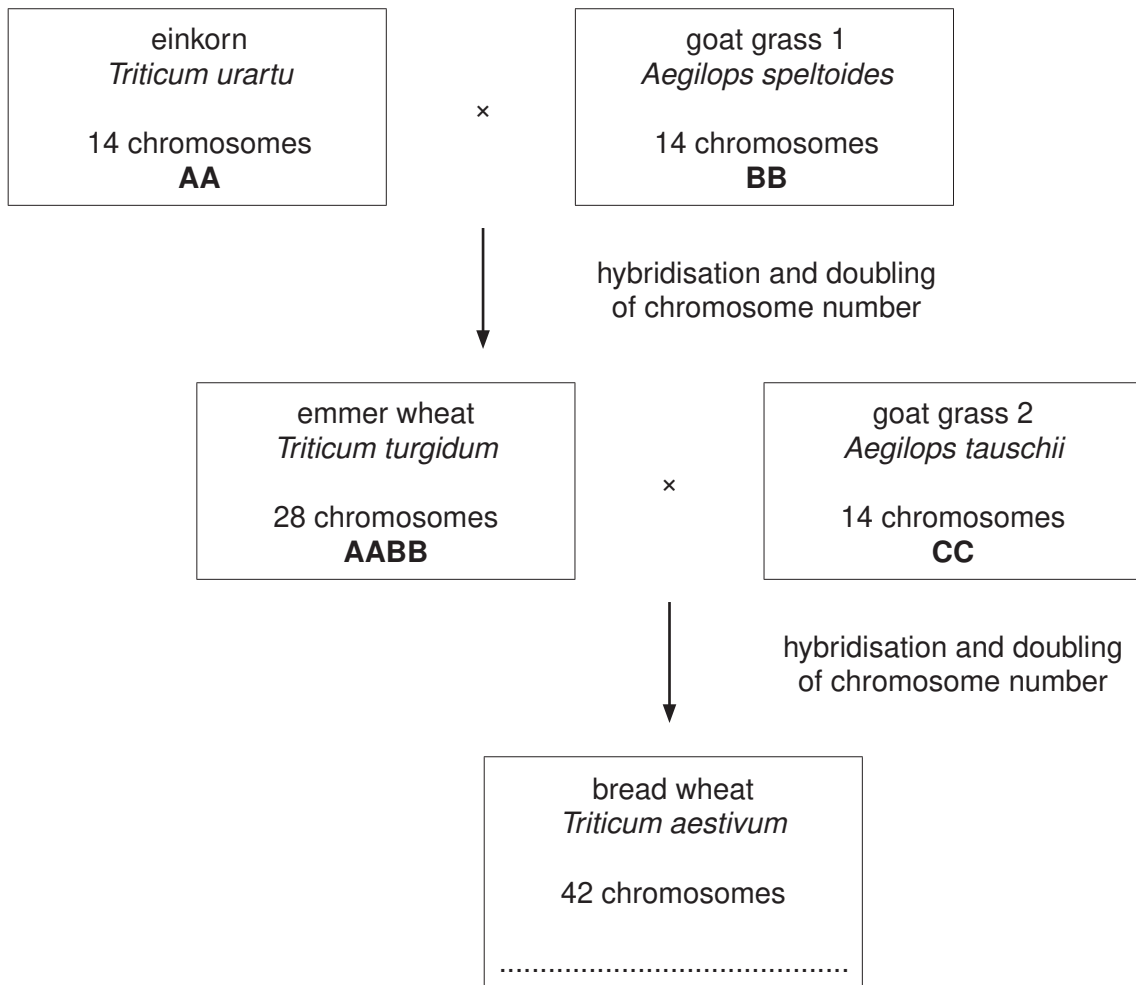 einkorn
Triticum urartu
14 chromosomes
AA
×
goat grass 1
Aegilops speltoides
14 chromosomes
BB
hybridisation and doubling
of chromosome number
emmer wheat
Triticum turgidum
28 chromosomes
AABB
×
goat grass 2
Aegilops tauschii
14 chromosomes
CC
hybridisation and doubling
of chromosome number
bread wheat
Triticum aestivum
42 chromosomes
...........................................